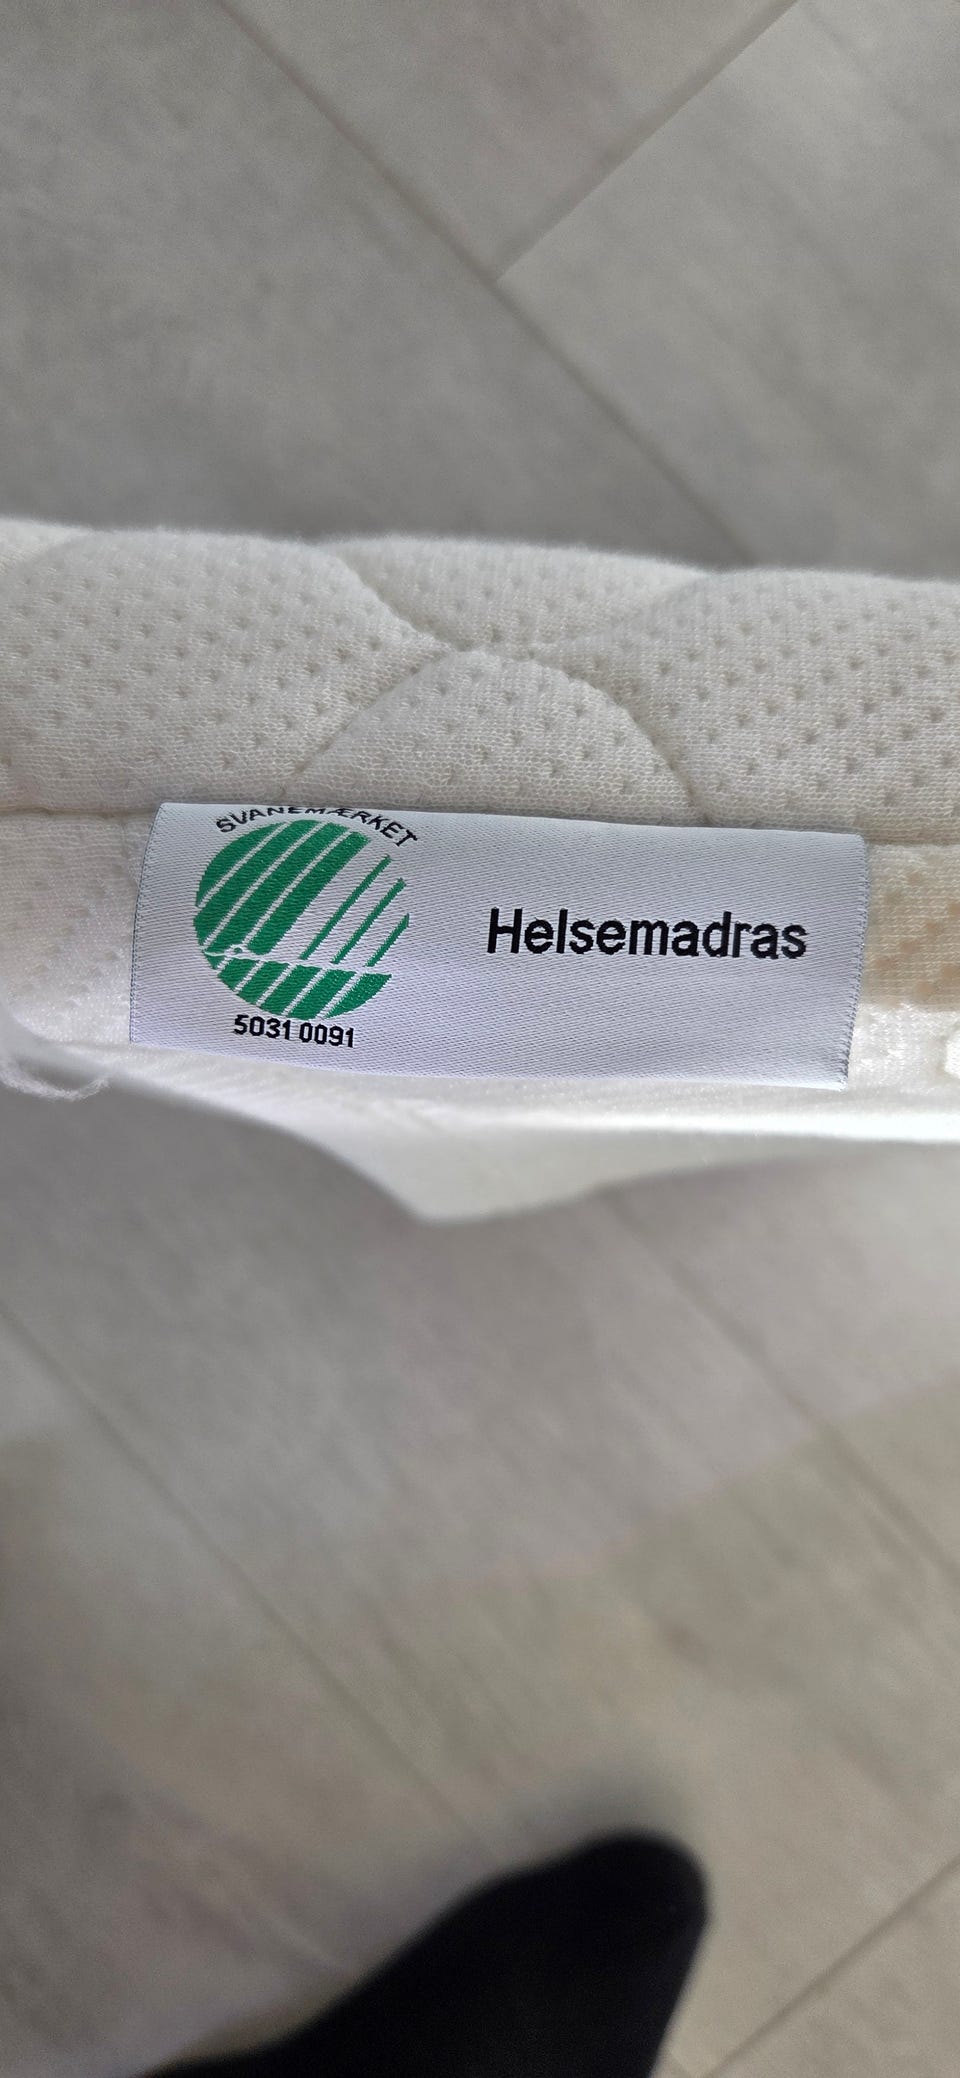 SVANEMÆRKET
Helsemadras
5031 0091